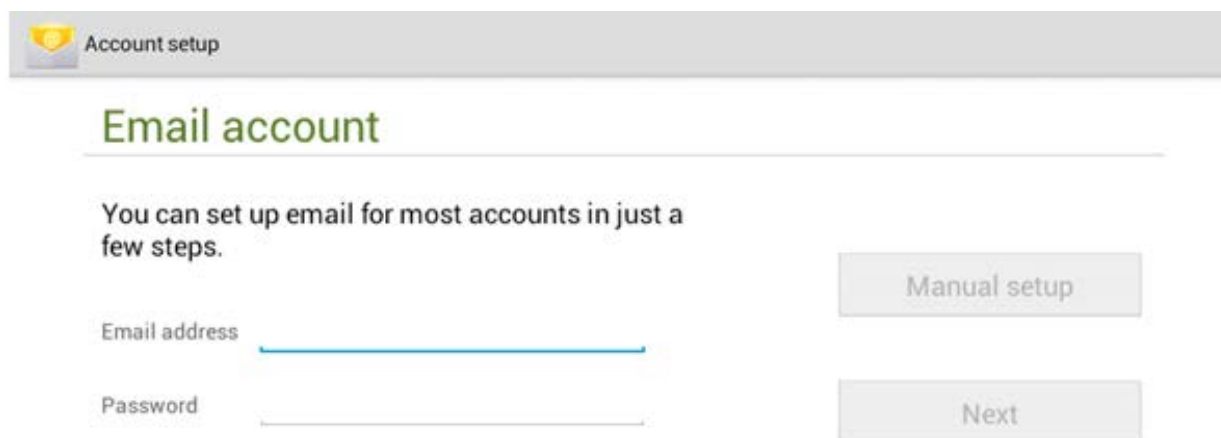 Account setup
Email account
You can set up email for most accounts in just a
few steps.
Manual setup
Email address
Password
Next